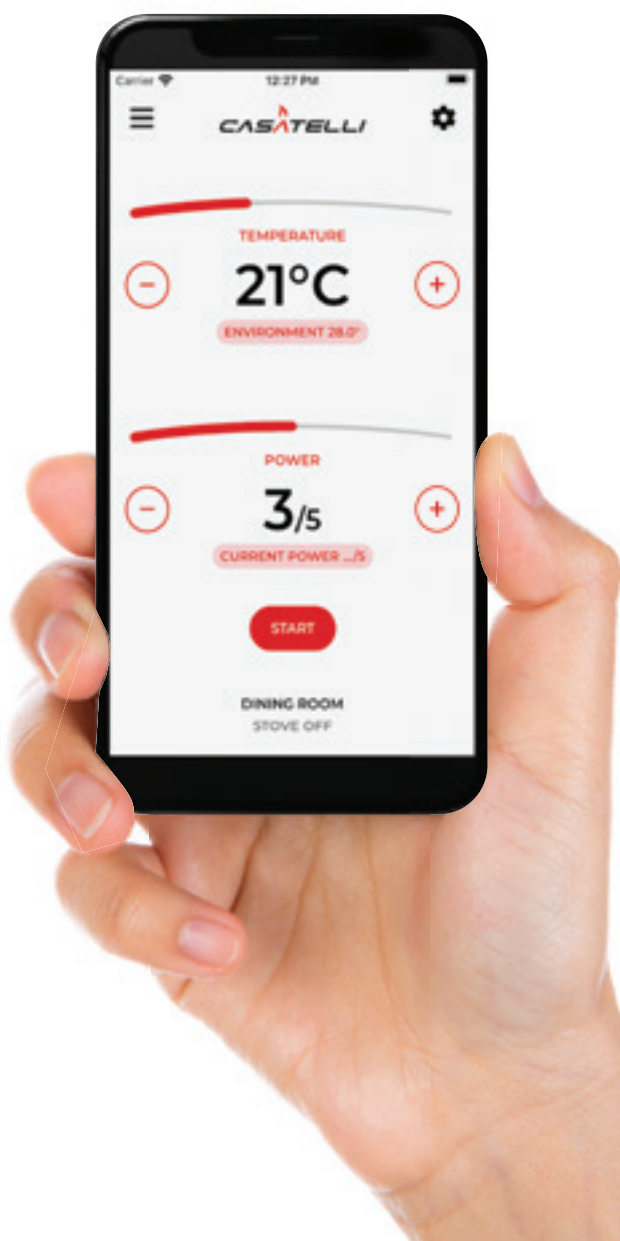 Carrier 12:27 PM
CASATELLI
TEMPERATURE
21°C
ENVIRONMENT 28.0°
POWER
3/5
CURRENT POWER .../5
START
DINING ROOM
STOVE OFF